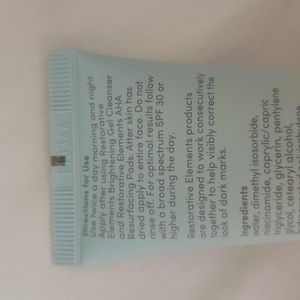 Directions for Use
Use twice a day morning and night.
Apply after using Restorative
Elements Brightening Gel Cleanser
and Restorative Elements AHA
Resurfacing Pads. After skin has
dried apply to entire face. Do not
rinse off. For optimal results follow
with a broad spectrum SPF 30 or
higher during the day.
Restorative Elements products
are designed to work consecutively
together to help visibly correct the
look of dark marks.
Ingredients
water, dimethyl isosorbide,
niacinamide, caprylic/capric
triglyceride, glycerin, pentylene
glycol, cetearyl alcohol,